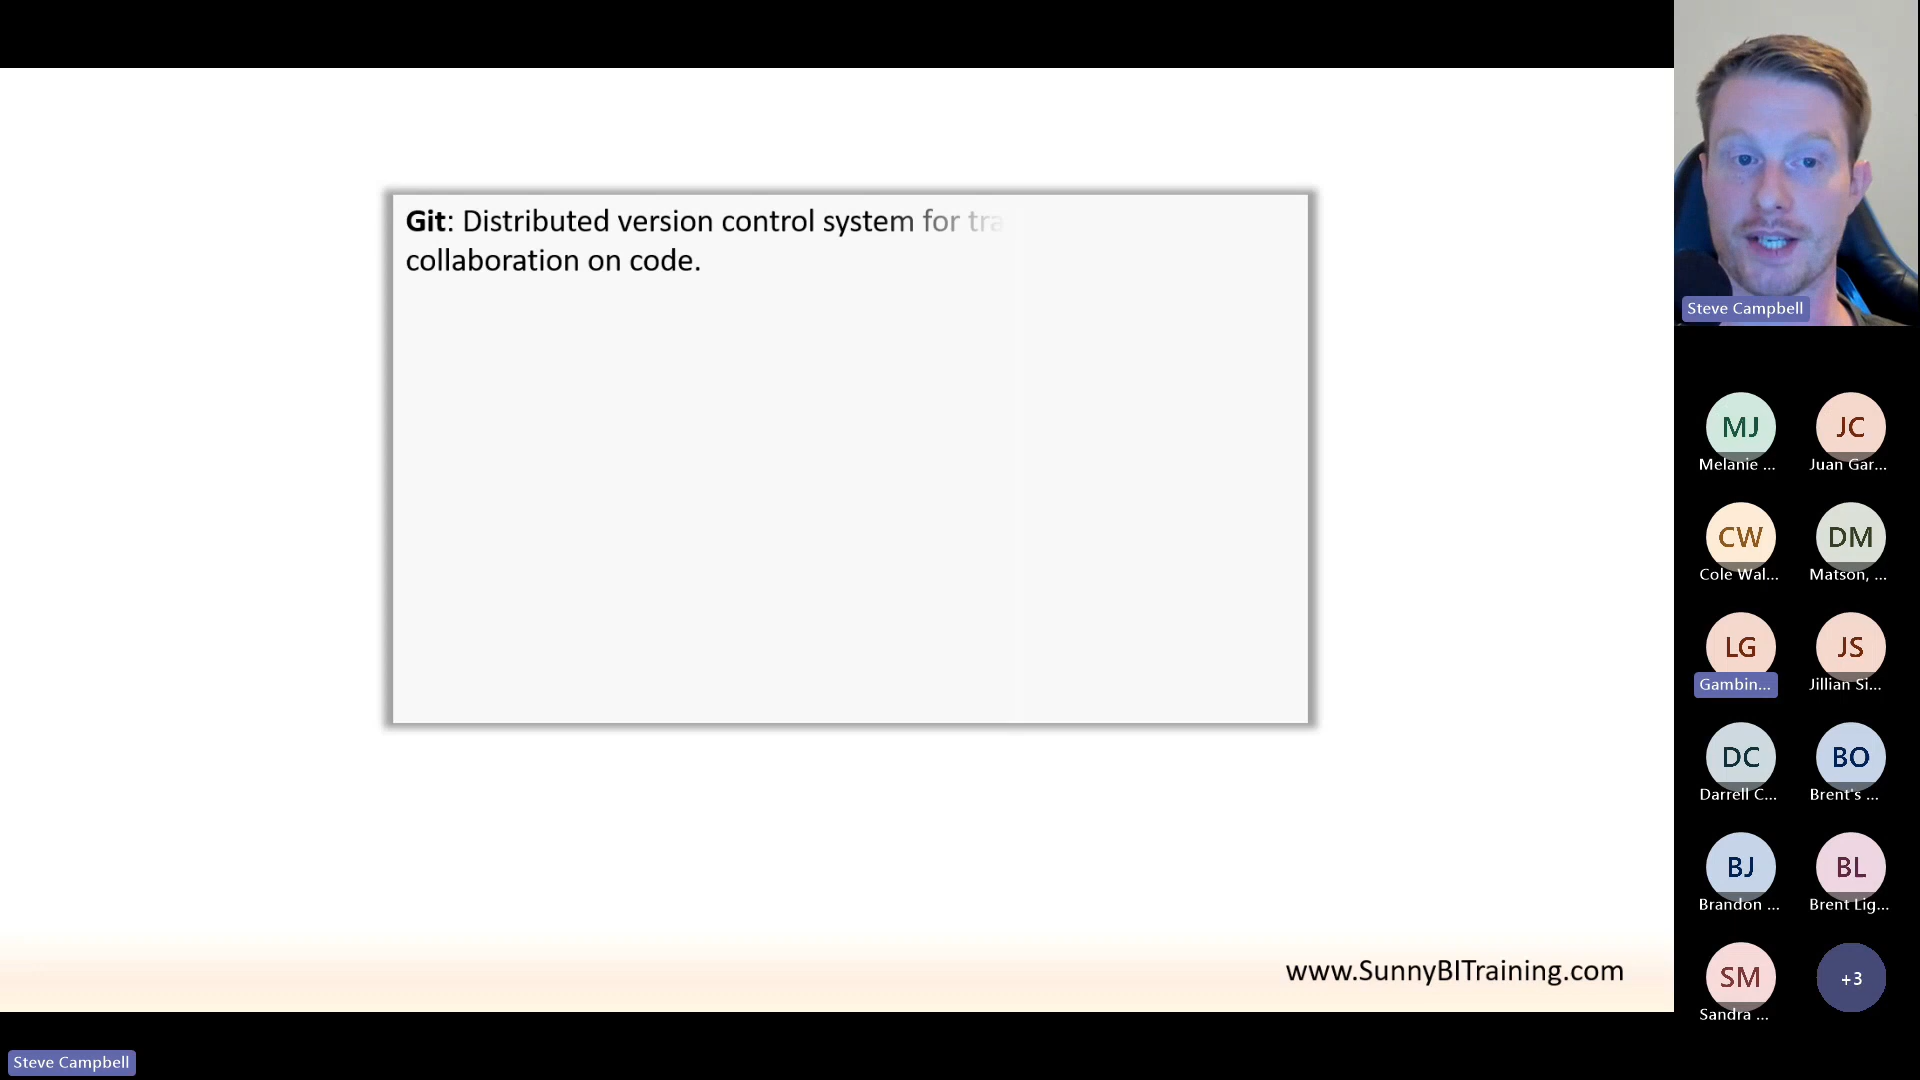 Git: Distributed version control system for
collaboration on code.
www.SunnyBITraining.com
Steve Campbell
MJ
Melanie ...
JC
Juan Gar...
CW
Cole Wal...
DM
Matson, ...
LG
Gambin...
JS
Jillian Si...
DC
Darrell C...
BO
Brent's ...
BJ
Brandon ...
BL
Brent Lig...
SM
Sandra ...
+3
Steve Campbell